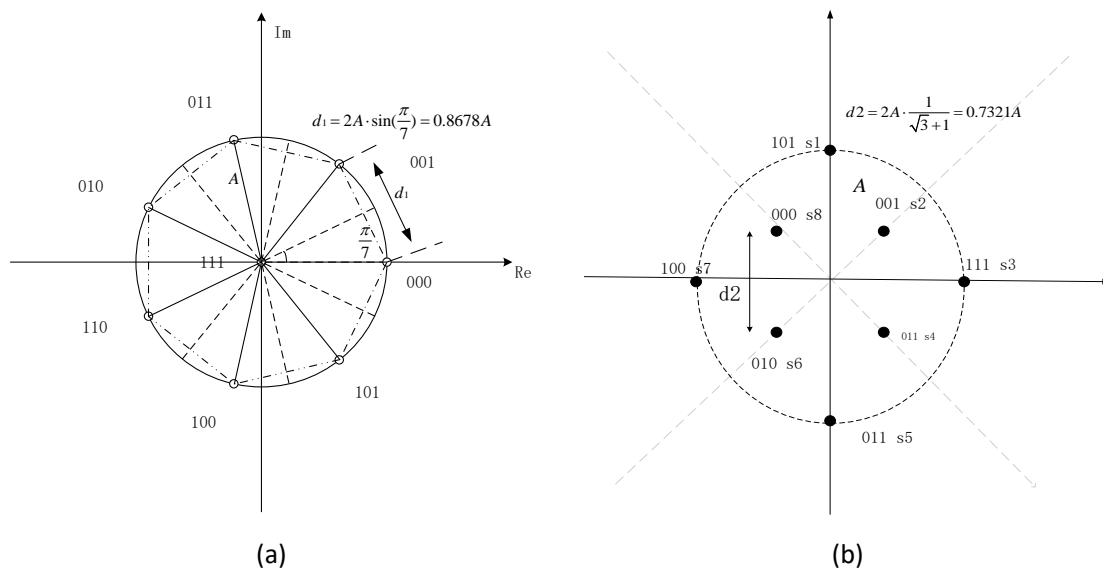 Im
011
d₁ = 2A·sin(π/7) = 0.8678A
001
A
d₁
010
π/7
111
Re
000
110
101
100
(a)
d2 = 2A·1/(√3+1) = 0.7321A
101 s1
A
000 s8
001 s2
100 s7
111 s3
d2
011 s4
010 s6
011 s5
(b)